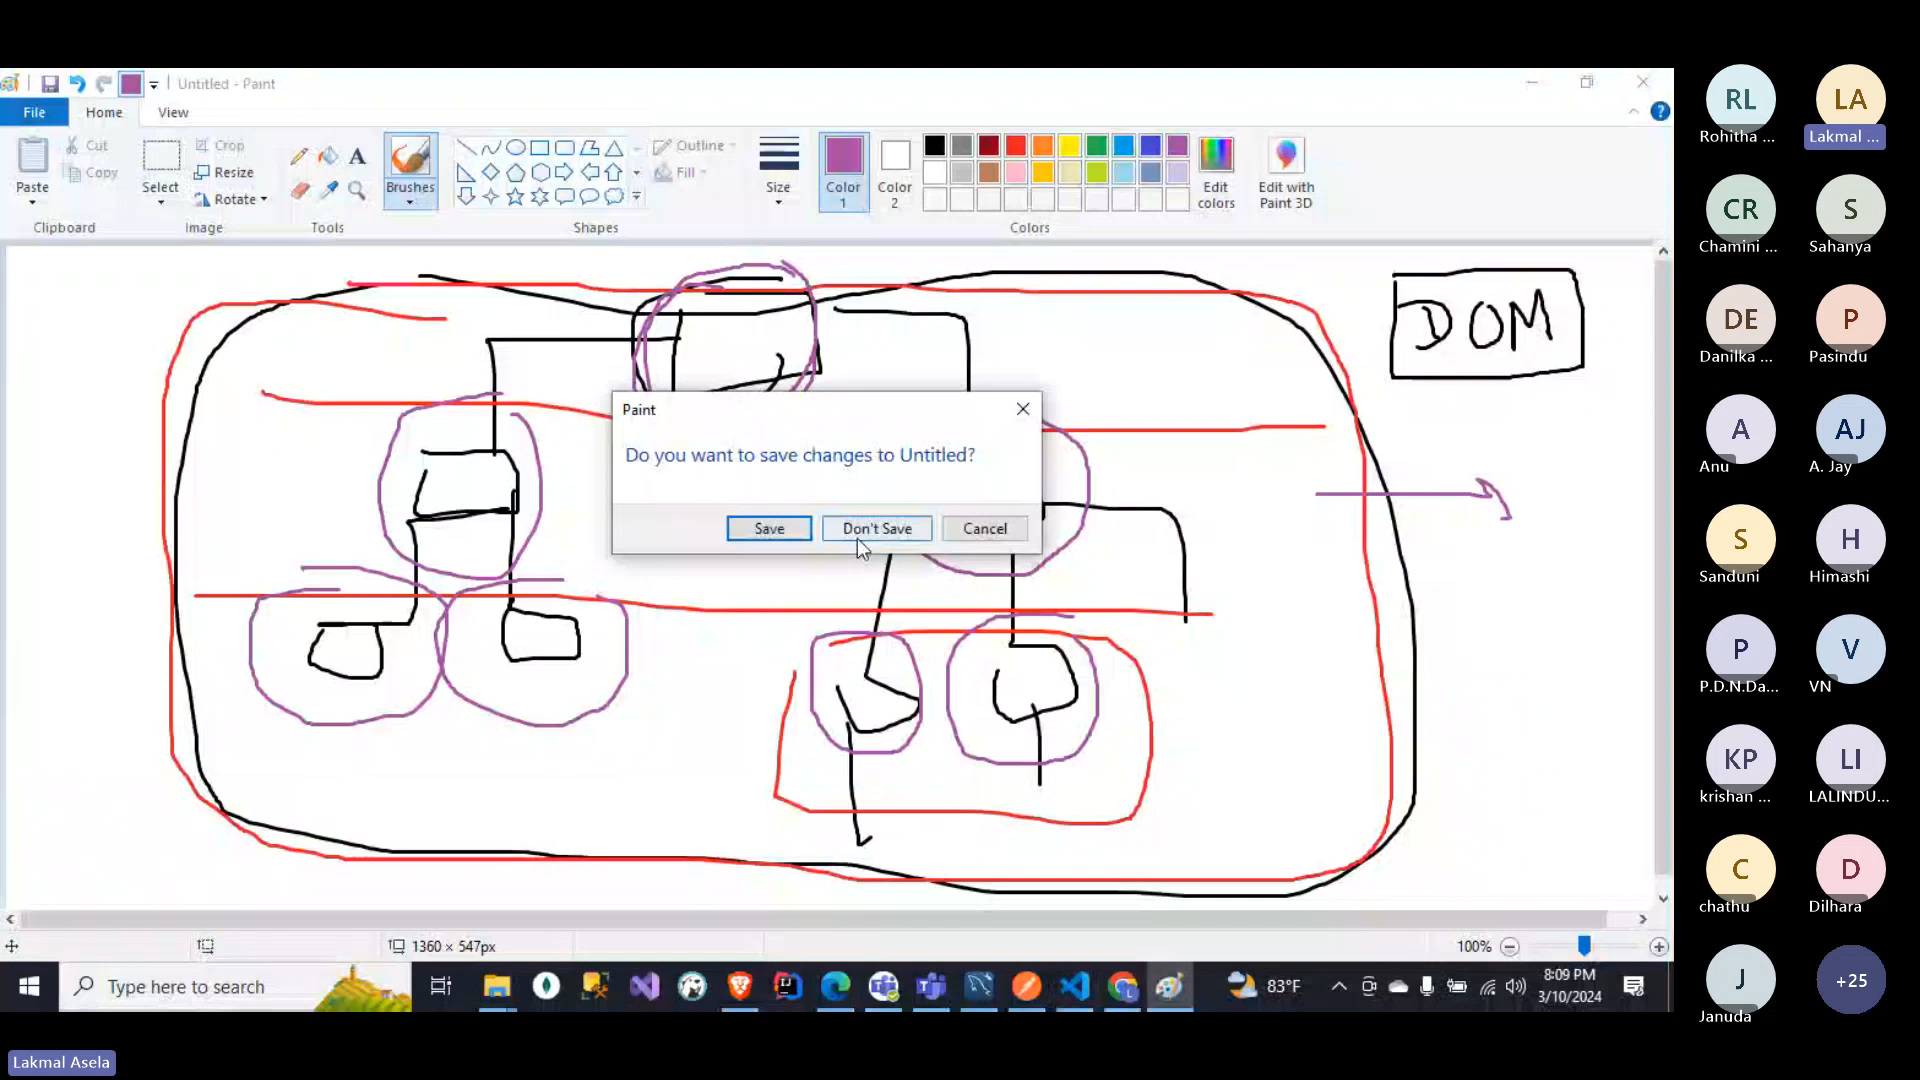 Untitled - Paint
File Home View
Paste
Cut
Copy
Clipboard
Select
Crop
Resize
Rotate
Image
A
Tools
Brushes
Outline
Fill
Shapes
Size
Color
1
Color
2
Edit
colors
Edit with
Paint 3D
Colors
DOM
Paint
Do you want to save changes to Untitled?
Save Don't Save Cancel
1360 × 547px
100%
Type here to search
83°F
8:09 PM
3/10/2024
Lakmal Asela
RL
Rohitha ...
LA
Lakmal ...
CR
Chamini ...
S
Sahanya
DE
Danilka ...
P
Pasindu
A
Anu
AJ
A. Jay
S
Sanduni
H
Himashi
P
P.D.N.Da...
V
VN
KP
krishan ...
LI
LALINDU...
C
chathu
D
Dilhara
J
Januda
+25